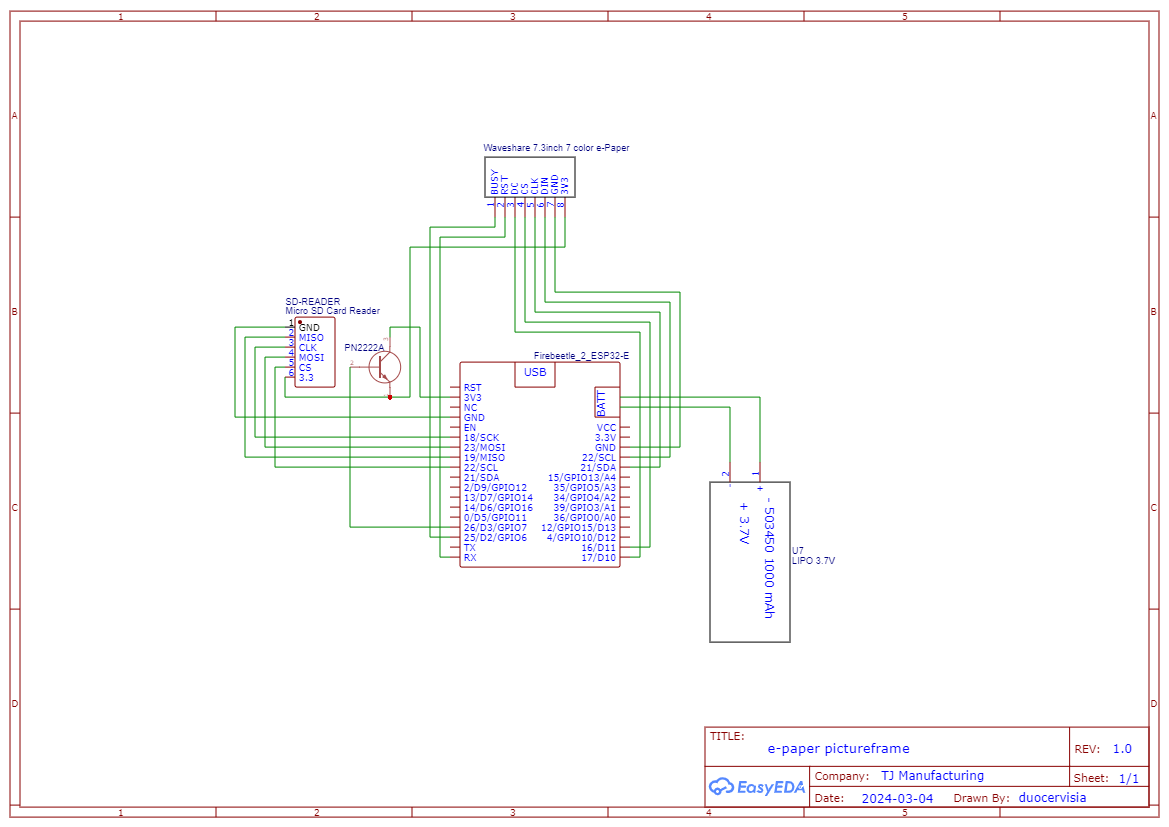 1 2 3 4 5
A A
B B
C C
D D
Waveshare 7.3inch 7 color e-Paper
BUSY RST DC CS CLK DIN GND 3V3
1 2 3 4 5 6 7 8
SD-READER
Micro SD Card Reader
1 GND
2 MISO
3 CLK
4 MOSI
5 CS
6 3.3
PN2222A
3
2
Firebeetle_2_ESP32-E
USB
BATT
RST
3V3
NC
GND
EN
18/SCK
23/MOSI
19/MISO
22/SCL
21/SDA
2/D9/GPIO12
13/D7/GPIO14
14/D6/GPIO16
0/D5/GPIO11
26/D3/GPIO7
25/D2/GPIO6
TX
RX
VCC
3.3V
GND
22/SCL
21/SDA
15/GPIO13/A4
35/GPIO5/A3
34/GPIO4/A2
39/GPIO3/A1
36/GPIO0/A0
12/GPIO15/D13
4/GPIO10/D12
16/D11
17/D10
2 1
- +
- 503450 1000 mAh
+ 3.7V
U7
LIPO 3.7V
TITLE:
e-paper pictureframe
REV: 1.0
EasyEDA
Company: TJ Manufacturing
Sheet: 1/1
Date: 2024-03-04 Drawn By: duocervisia
1 2 3 4 5